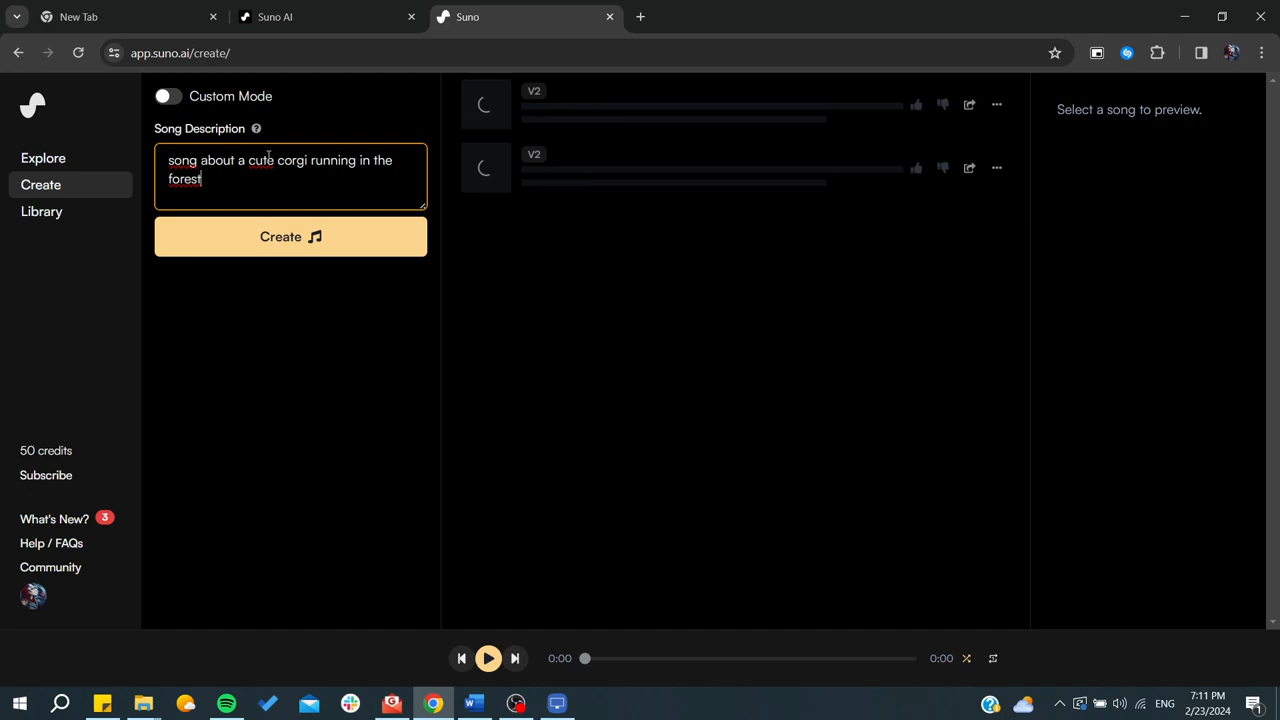 New Tab
Suno AI
Suno
app.suno.ai/create/
Custom Mode
Song Description
song about a cute corgi running in the
forest
Create
Explore
Create
Library
50 credits
Subscribe
What's New? 3
Help / FAQs
Community
V2
V2
Select a song to preview.
0:00
0:00
ENG
7:11 PM
2/23/2024
1